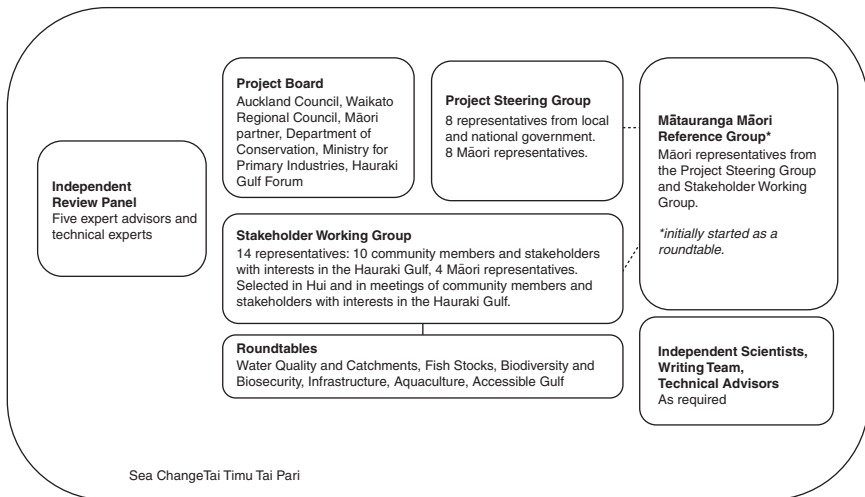 Project Board
Auckland Council, Waikato
Regional Council, Māori
partner, Department of
Conservation, Ministry for
Primary Industries, Hauraki
Gulf Forum
Project Steering Group
8 representatives from local
and national government.
8 Māori representatives.
Mātauranga Māori
Reference Group*
Māori representatives from
the Project Steering Group
and Stakeholder Working
Group.
*initially started as a
roundtable.
Independent
Review Panel
Five expert advisors and
technical experts
Stakeholder Working Group
14 representatives: 10 community members and stakeholders
with interests in the Hauraki Gulf, 4 Māori representatives.
Selected in Hui and in meetings of community members and
stakeholders with interests in the Hauraki Gulf.
Roundtables
Water Quality and Catchments, Fish Stocks, Biodiversity and
Biosecurity, Infrastructure, Aquaculture, Accessible Gulf
Independent Scientists,
Writing Team,
Technical Advisors
As required
Sea ChangeTai Timu Tai Pari